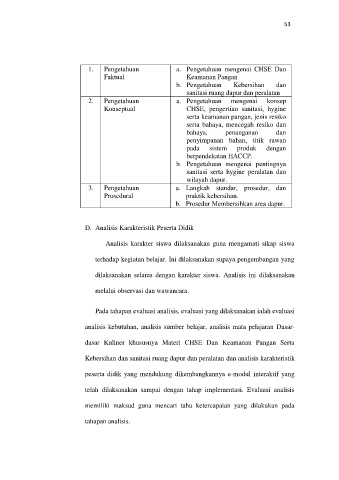 53
1. Pengetahuan Faktual a. Pengetahuan mengenai CHSE Dan
Keamanan Pangan
b. Pengetahuan Kebersihan dan
sanitasi ruang dapur dan peralatan
2. Pengetahuan Konseptual a. Pengetahuan mengenai konsep
CHSE, pengertian sanitasi, hygine
serta keamanan pangan, jenis resiko
serta bahaya, mencegah resiko dan
bahaya, penanganan dan
penyimpanan bahan, titik rawan
pada sistem produk dengan
berpendekatan HACCP.
b. Pengetahuan mengenai pentingnya
sanitasi serta hygine peralatan dan
wilayah dapur.
3. Pengetahuan Prosedural a. Langkah standar, prosedur, dan
praktik kebersihan.
b. Prosedur Membersihkan area dapur.
D. Analisis Karakteristik Peserta Didik
Analisis karakter siswa dilaksanakan guna mengamati sikap siswa
terhadap kegiatan belajar. Ini dilaksanakan supaya pengembangan yang
dilaksanakan selaras dengan karakter siswa. Analisis ini dilaksanakan
melalui observasi dan wawancara.
Pada tahapan evaluasi analisis, evaluasi yang dilaksanakan ialah evaluasi
analisis kebutuhan, analisis sumber belajar, analisis mata pelajaran Dasar-
dasar Kuliner khususnya Materi CHSE Dan Keamanan Pangan Serta
Kebersihan dan sanitasi ruang dapur dan peralatan dan analisis karakteristik
peserta didik yang mendukung dikembangkannya e-modul interaktif yang
telah dilaksanakan sampai dengan tahap implementasi. Evaluasi analisis
memiliki maksud guna mencari tahu ketercapaian yang dilakukan pada
tahapan analisis.